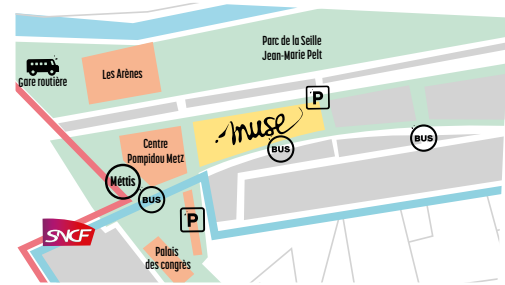 Parc de la Seille
Jean-Marie Pelt
Gare routière
Les Arènes
P
muse
BUS
BUS
Centre
Pompidou Metz
Méttis
BUS
P
SNCF
Palais
des congrès